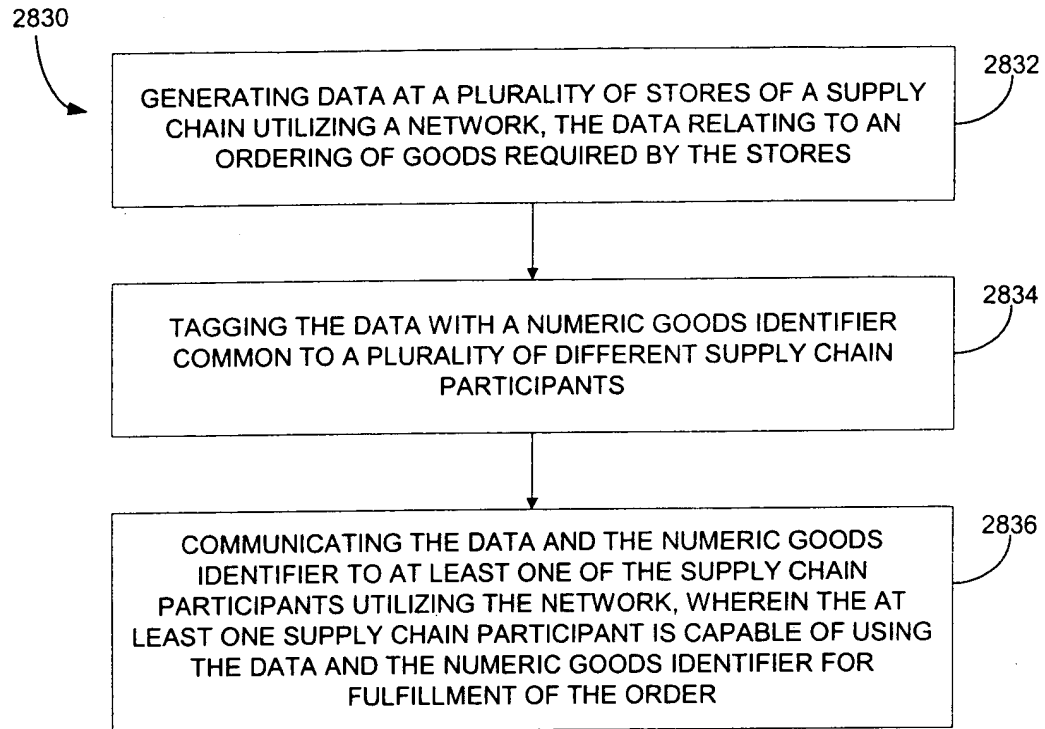 2830
2832
GENERATING DATA AT A PLURALITY OF STORES OF A SUPPLY
CHAIN UTILIZING A NETWORK, THE DATA RELATING TO AN
ORDERING OF GOODS REQUIRED BY THE STORES
2834
TAGGING THE DATA WITH A NUMERIC GOODS IDENTIFIER
COMMON TO A PLURALITY OF DIFFERENT SUPPLY CHAIN
PARTICIPANTS
2836
COMMUNICATING THE DATA AND THE NUMERIC GOODS
IDENTIFIER TO AT LEAST ONE OF THE SUPPLY CHAIN
PARTICIPANTS UTILIZING THE NETWORK, WHEREIN THE AT
LEAST ONE SUPPLY CHAIN PARTICIPANT IS CAPABLE OF USING
THE DATA AND THE NUMERIC GOODS IDENTIFIER FOR
FULFILLMENT OF THE ORDER